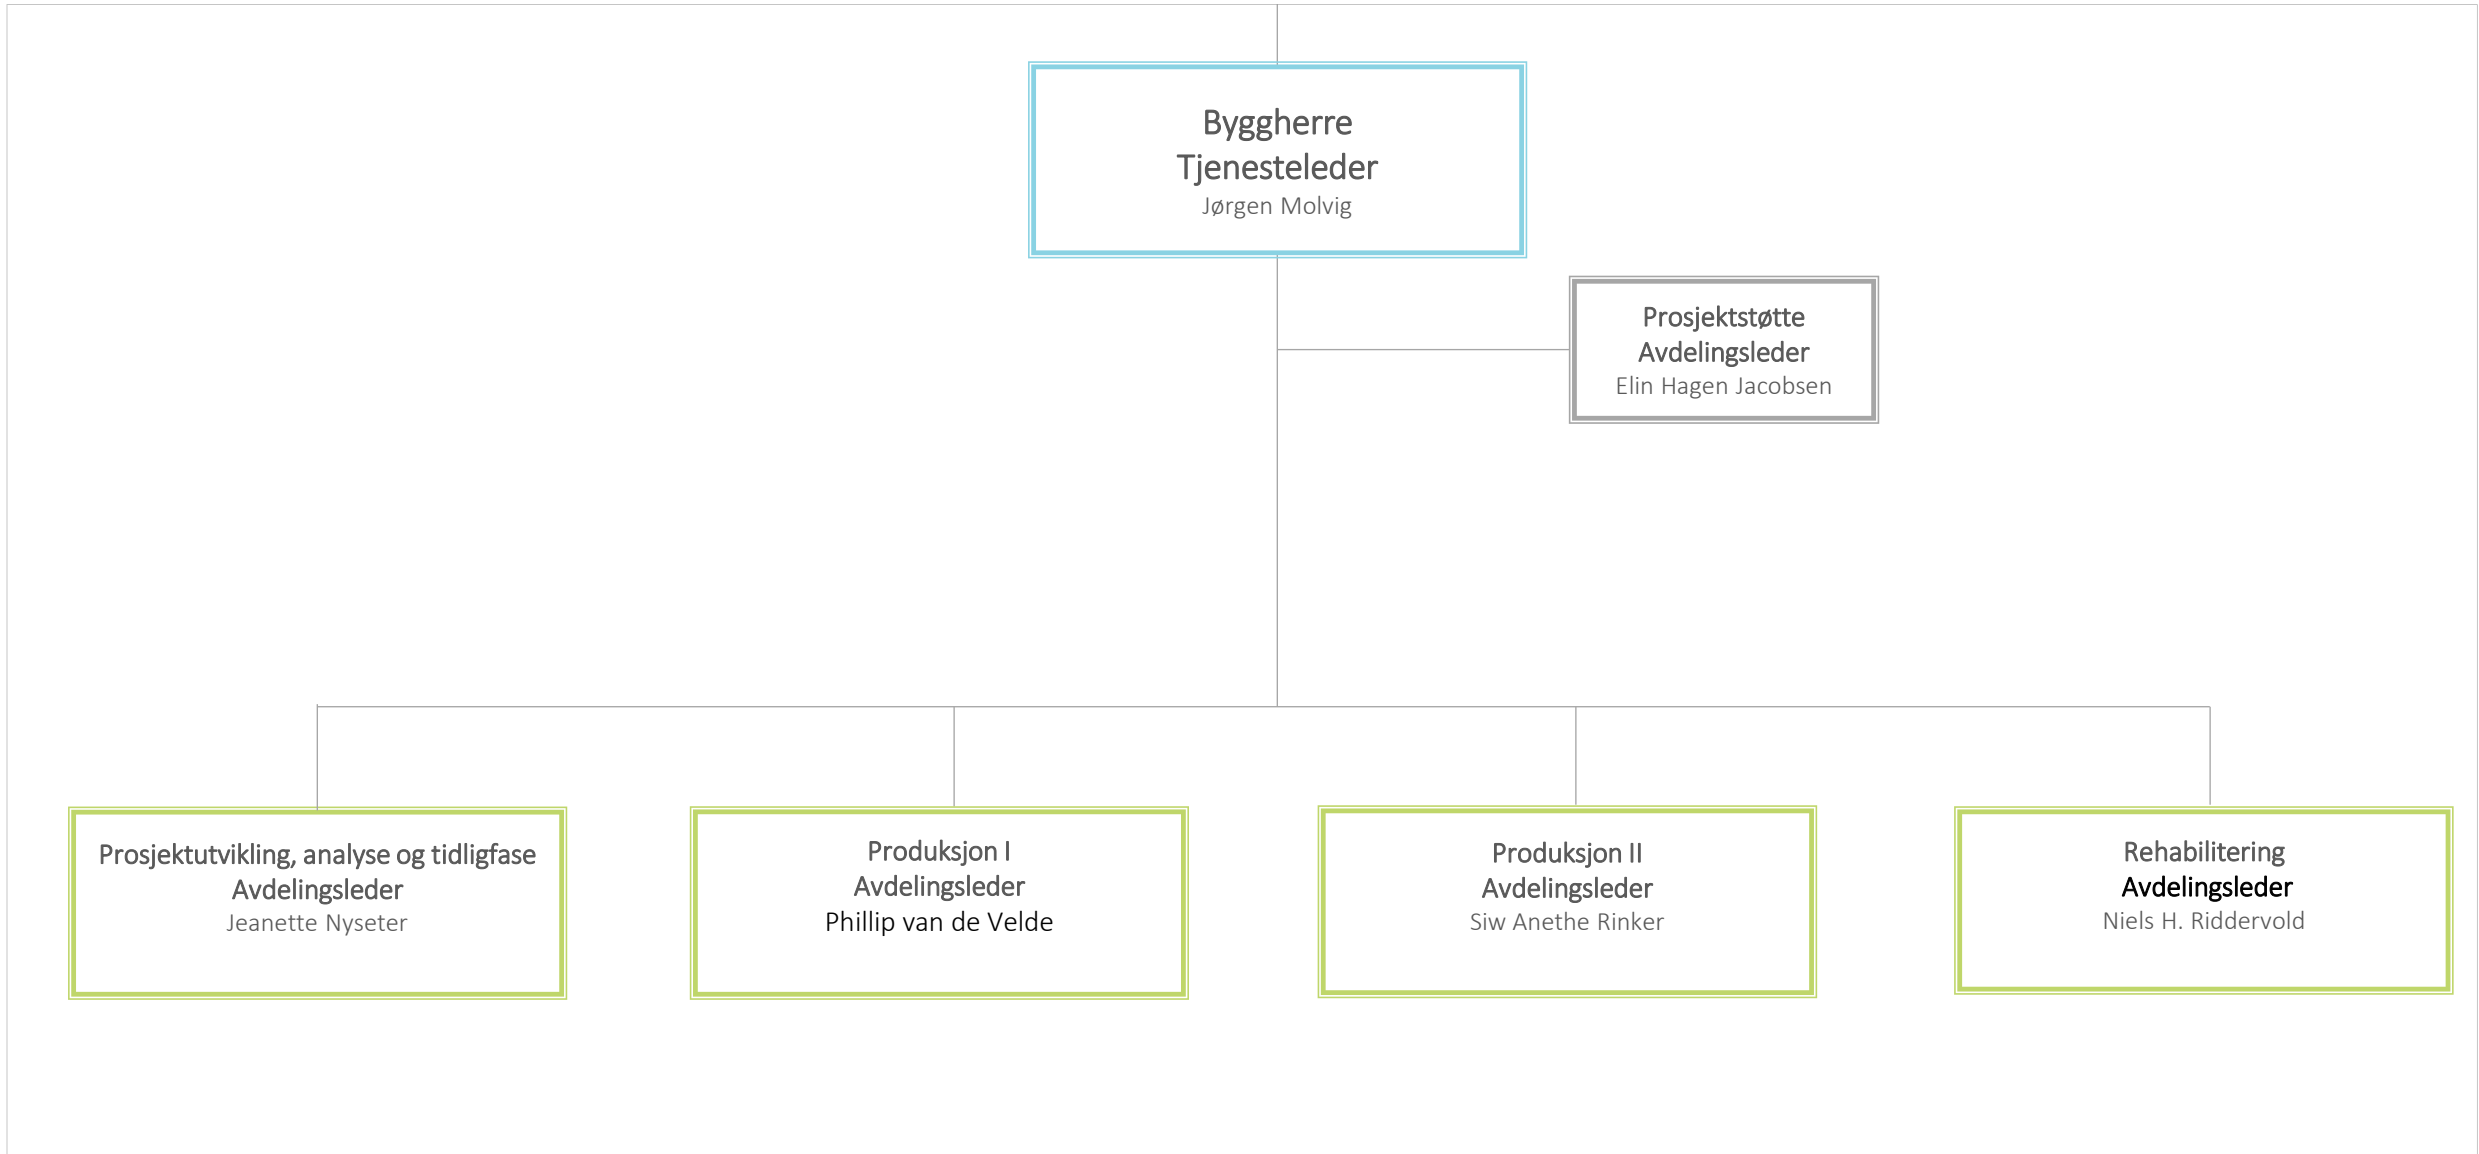 Byggherre
Tjenesteleder
Jørgen Molvig
Prosjektstøtte
Avdelingsleder
Elin Hagen Jacobsen
Prosjektutvikling, analyse og tidligfase
Avdelingsleder
Jeanette Nyseter
Produksjon I
Avdelingsleder
Phillip van de Velde
Produksjon II
Avdelingsleder
Siw Anethe Rinker
Rehabilitering
Avdelingsleder
Niels H. Riddervold